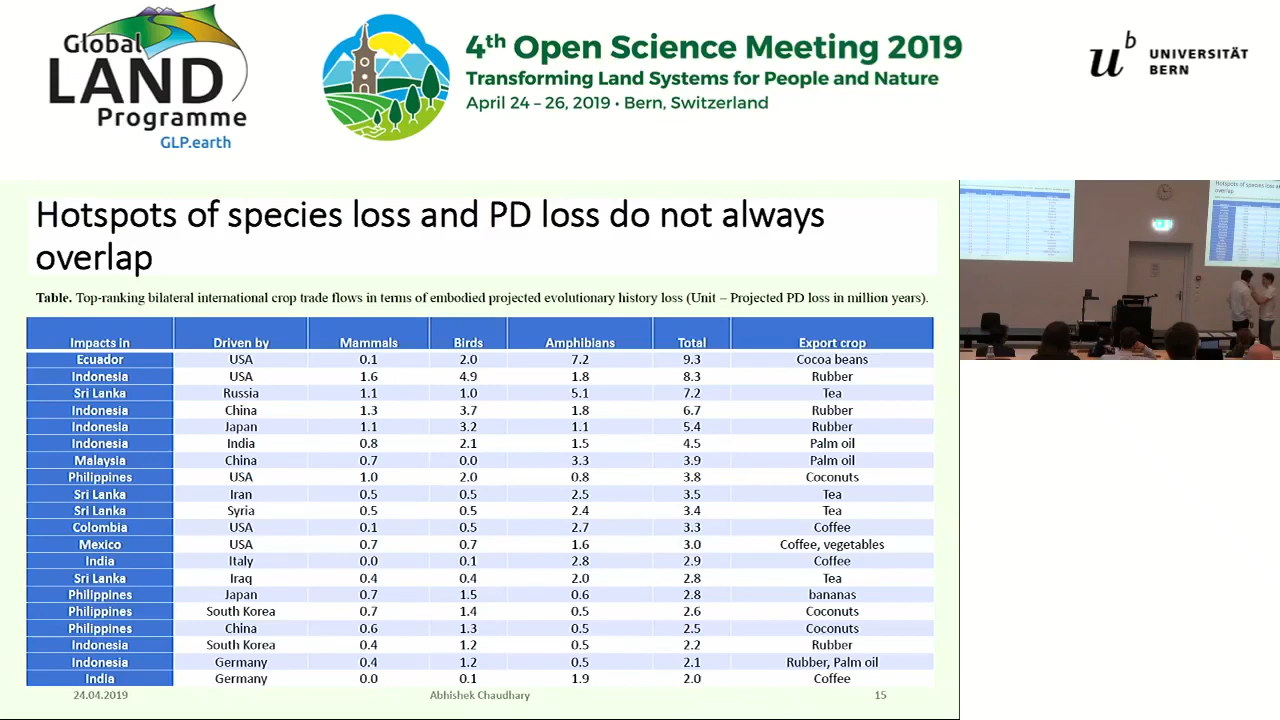 Global
LAND
Programme
GLP.earth
4th Open Science Meeting 2019
Transforming Land Systems for People and Nature
April 24 – 26, 2019 • Bern, Switzerland
u b UNIVERSITÄT
BERN
Hotspots of species loss and PD loss do not always
overlap
Table. Top-ranking bilateral international crop trade flows in terms of embodied projected evolutionary history loss (Unit – Projected PD loss in million years).
Impacts in Driven by Mammals Birds Amphibians Total Export crop
Ecuador USA 0.1 2.0 7.2 9.3 Cocoa beans
Indonesia USA 1.6 4.9 1.8 8.3 Rubber
Sri Lanka Russia 1.1 1.0 5.1 7.2 Tea
Indonesia China 1.3 3.7 1.8 6.7 Rubber
Indonesia Japan 1.1 3.2 1.1 5.4 Rubber
Indonesia India 0.8 2.1 1.5 4.5 Palm oil
Malaysia China 0.7 0.0 3.3 3.9 Palm oil
Philippines USA 1.0 2.0 0.8 3.8 Coconuts
Sri Lanka Iran 0.5 0.5 2.5 3.5 Tea
Sri Lanka Syria 0.5 0.5 2.4 3.4 Tea
Colombia USA 0.1 0.5 2.7 3.3 Coffee
Mexico USA 0.7 0.7 1.6 3.0 Coffee, vegetables
India Italy 0.0 0.1 2.8 2.9 Coffee
Sri Lanka Iraq 0.4 0.4 2.0 2.8 Tea
Philippines Japan 0.7 1.5 0.6 2.8 bananas
Philippines South Korea 0.7 1.4 0.5 2.6 Coconuts
Philippines China 0.6 1.3 0.5 2.5 Coconuts
Indonesia South Korea 0.4 1.2 0.5 2.2 Rubber
Indonesia Germany 0.4 1.2 0.5 2.1 Rubber, Palm oil
India Germany 0.0 0.1 1.9 2.0 Coffee
24.04.2019 Abhishek Chaudhary 15
Hotspots of species loss a
overlap